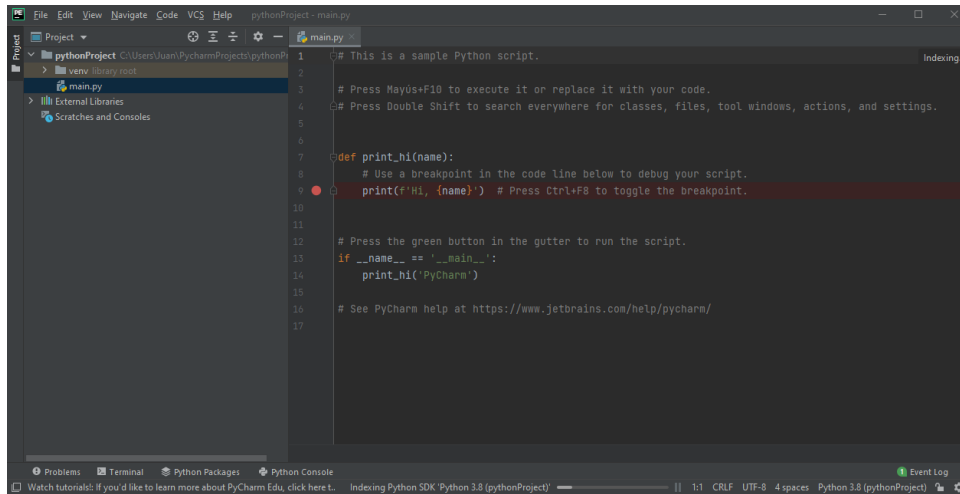 PE File Edit View Navigate Code VCS Help pythonProject - main.py
Project
Project
main.py
pythonProject C:\Users\Juan\PycharmProjects\pythonP
venv library root
main.py
External Libraries
Scratches and Consoles
Indexing
1 # This is a sample Python script.
2
3 # Press Mayús+F10 to execute it or replace it with your code.
4 # Press Double Shift to search everywhere for classes, files, tool windows, actions, and settings.
5
6
7 def print_hi(name):
8 # Use a breakpoint in the code line below to debug your script.
9 print(f'Hi, {name}') # Press Ctrl+F8 to toggle the breakpoint.
10
11
12 # Press the green button in the gutter to run the script.
13 if __name__ == '__main__':
14 print_hi('PyCharm')
15
16 # See PyCharm help at https://www.jetbrains.com/help/pycharm/
17
Problems Terminal Python Packages Python Console 1 Event Log
Watch tutorials!: If you'd like to learn more about PyCharm Edu, click here t.. Indexing Python SDK 'Python 3.8 (pythonProject)' 1:1 CRLF UTF-8 4 spaces Python 3.8 (pythonProject)